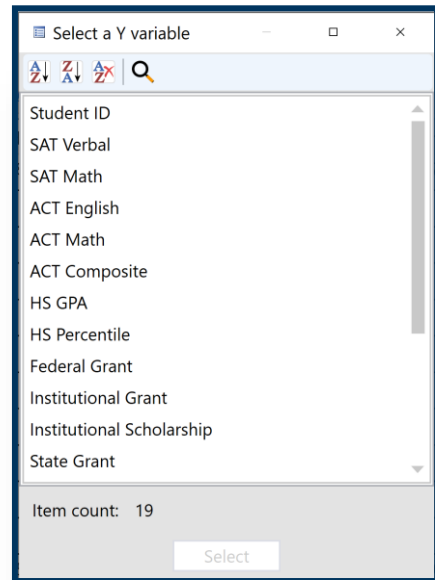 Select a Y variable
Student ID
SAT Verbal
SAT Math
ACT English
ACT Math
ACT Composite
HS GPA
HS Percentile
Federal Grant
Institutional Grant
Institutional Scholarship
State Grant
Item count: 19
Select